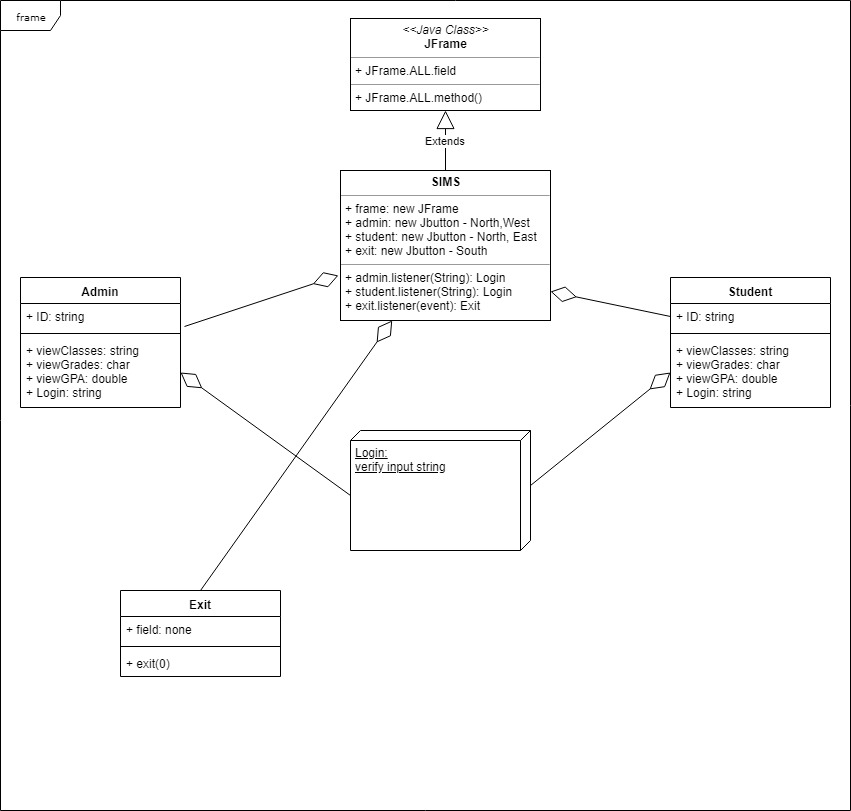 frame
<<Java Class>>
JFrame
+ JFrame.ALL.field
+ JFrame.ALL.method()
Extends
SIMS
+ frame: new JFrame
+ admin: new Jbutton - North,West
+ student: new Jbutton - North, East
+ exit: new Jbutton - South
+ admin.listener(String): Login
+ student.listener(String): Login
+ exit.listener(event): Exit
Admin
+ ID: string
+ viewClasses: string
+ viewGrades: char
+ viewGPA: double
+ Login: string
Student
+ ID: string
+ viewClasses: string
+ viewGrades: char
+ viewGPA: double
+ Login: string
Login:
verify input string
Exit
+ field: none
+ exit(0)